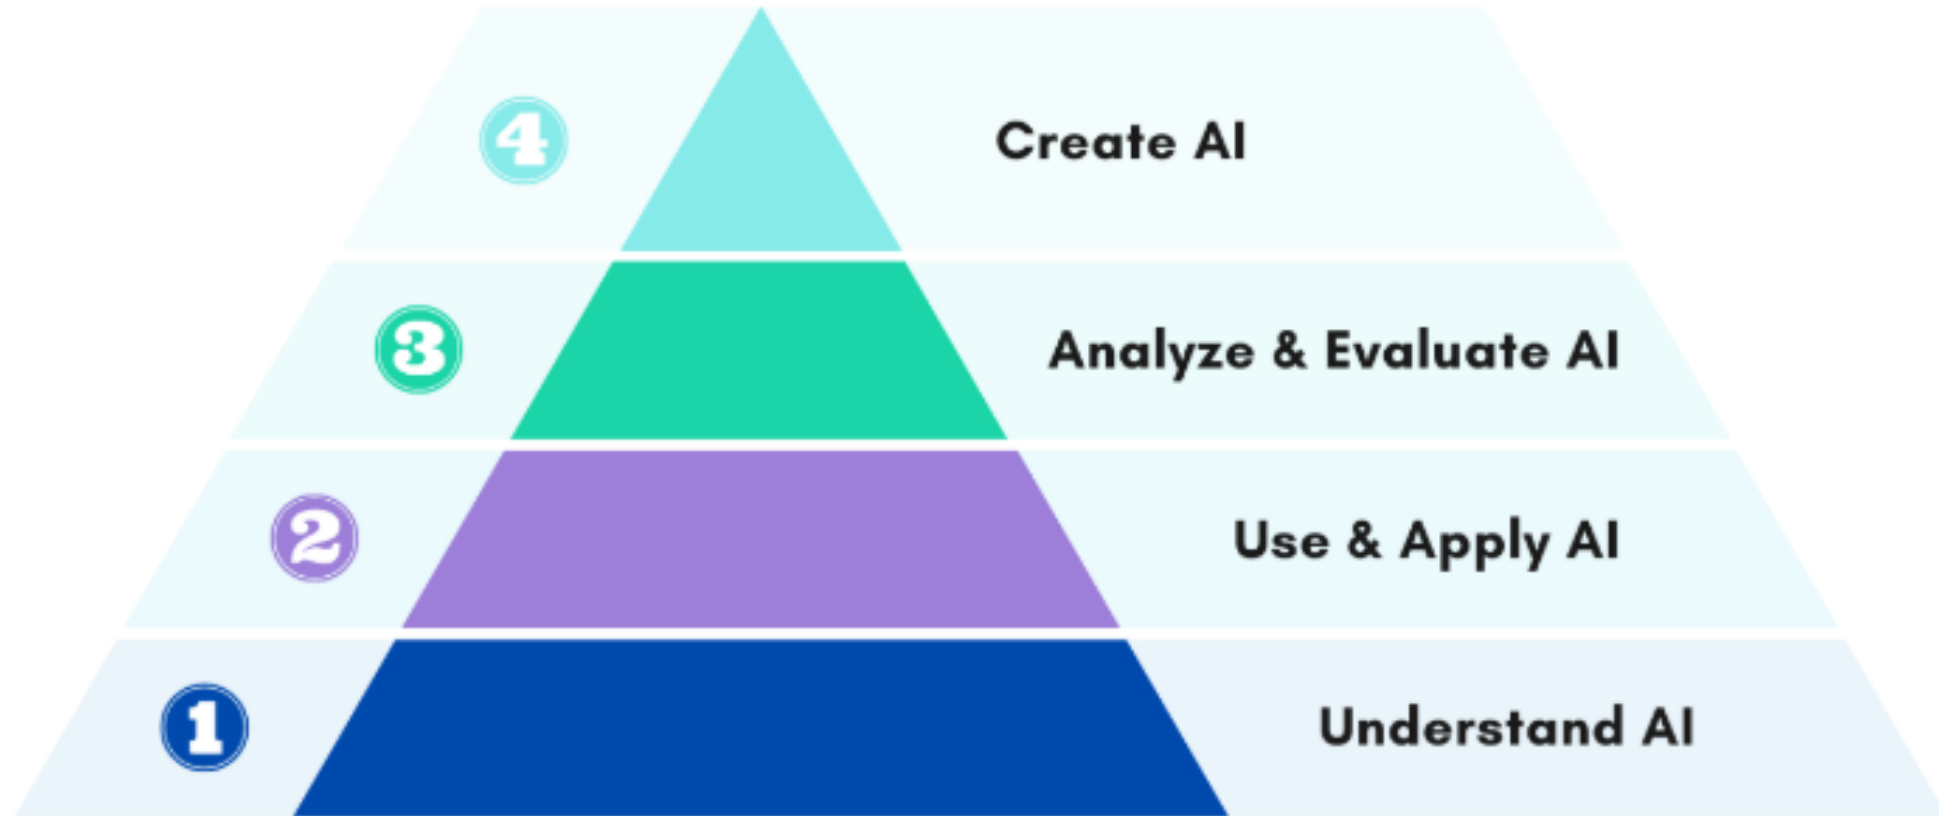 4 Create AI
3 Analyze & Evaluate AI
2 Use & Apply AI
1 Understand AI